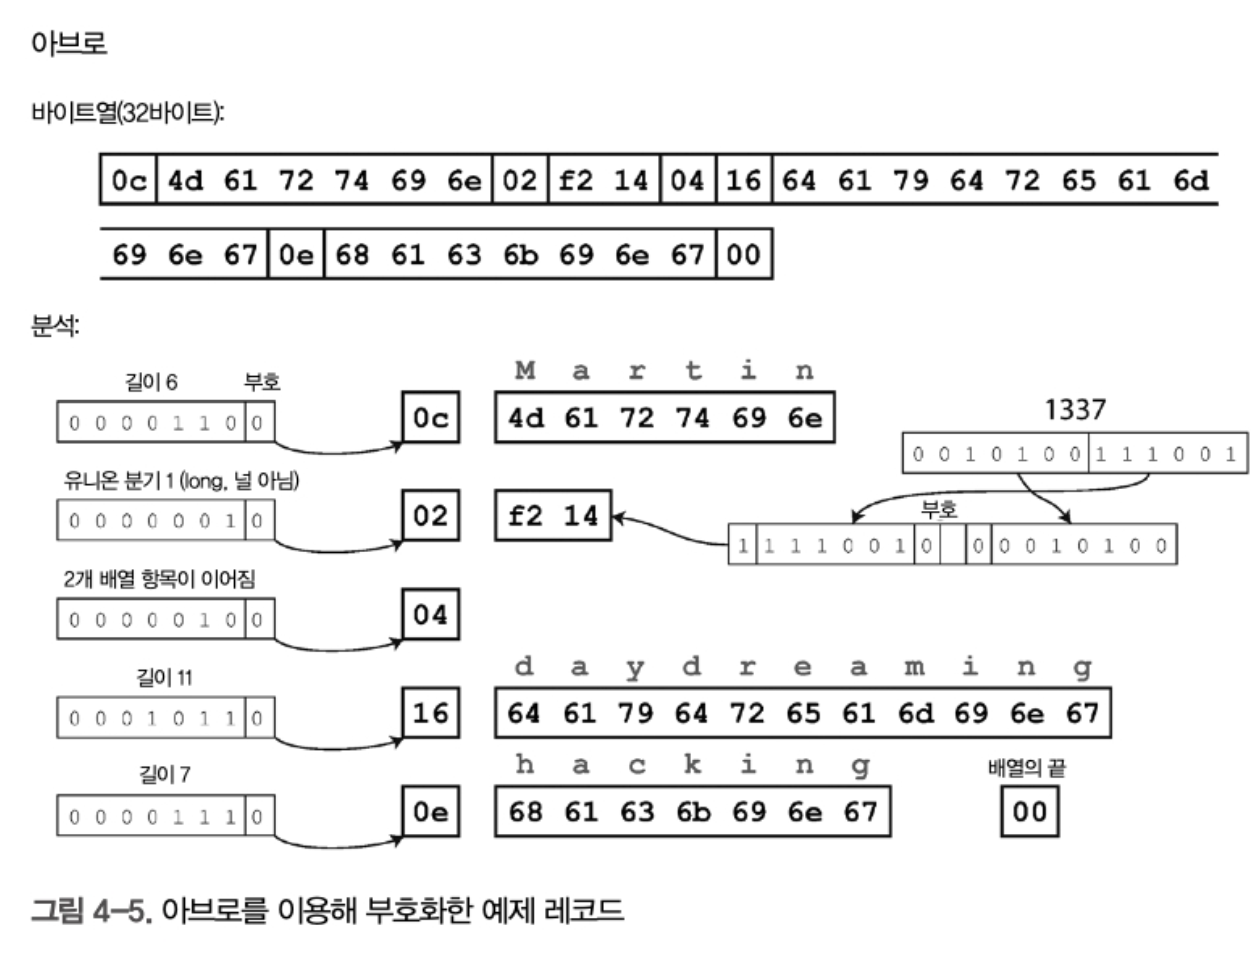 아브로
바이트열(32바이트):
0c 4d 61 72 74 69 6e 02 f2 14 04 16 64 61 79 64 72 65 61 6d
69 6e 67 0e 68 61 63 6b 69 6e 67 00
분석:
길이 6 부호
0 0 0 0 1 1 0 0
0c
M a r t i n
4d 61 72 74 69 6e
1337
0 0 1 0 1 0 0 1 1 1 0 0 1
유니온 분기 1 (long, 널 아님)
0 0 0 0 0 0 1 0
02
f2 14
부호
1 1 1 1 0 0 1 0 0 0 0 1 0 1 0 0
2개 배열 항목이 이어짐
0 0 0 0 0 1 0 0
04
길이 11
0 0 0 1 0 1 1 0
16
d a y d r e a m i n g
64 61 79 64 72 65 61 6d 69 6e 67
길이 7
0 0 0 0 1 1 1 0
0e
h a c k i n g
68 61 63 6b 69 6e 67
배열의 끝
00
그림 4-5. 아브로를 이용해 부호화한 예제 레코드